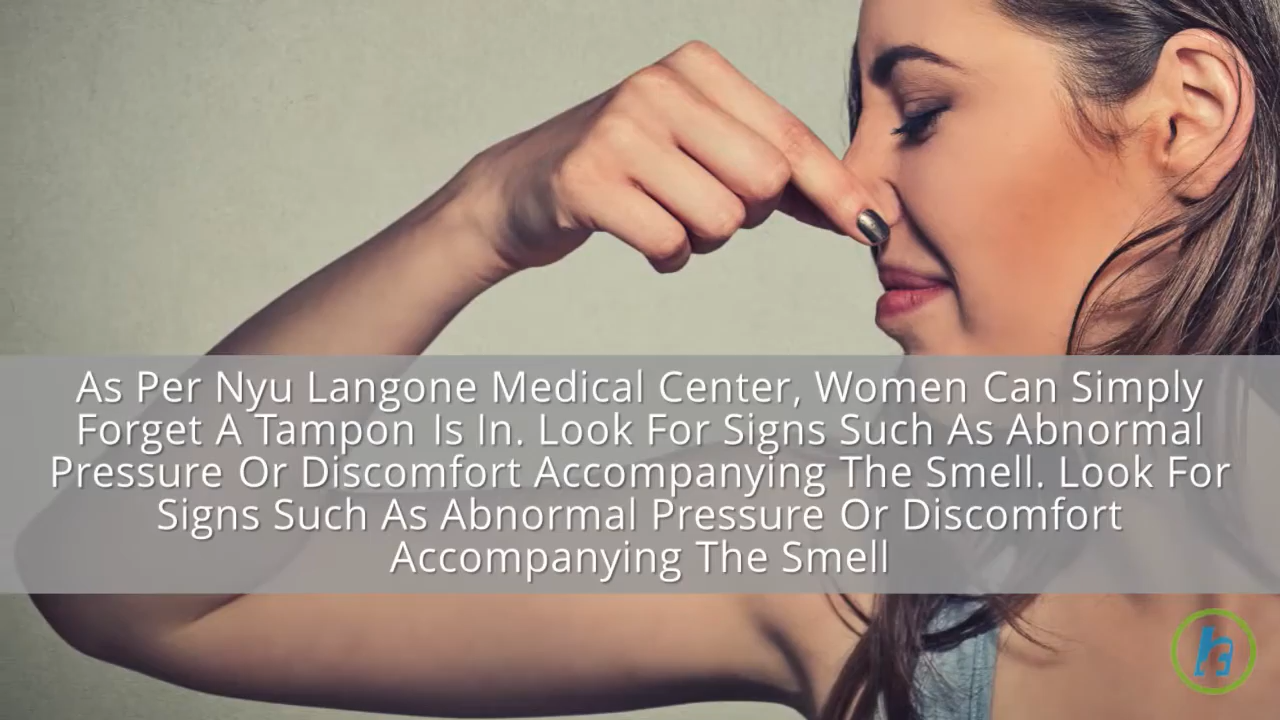 As Per Nyu Langone Medical Center, Women Can Simply
Forget A Tampon Is In. Look For Signs Such As Abnormal
Pressure Or Discomfort Accompanying The Smell. Look For
Signs Such As Abnormal Pressure Or Discomfort
Accompanying The Smell